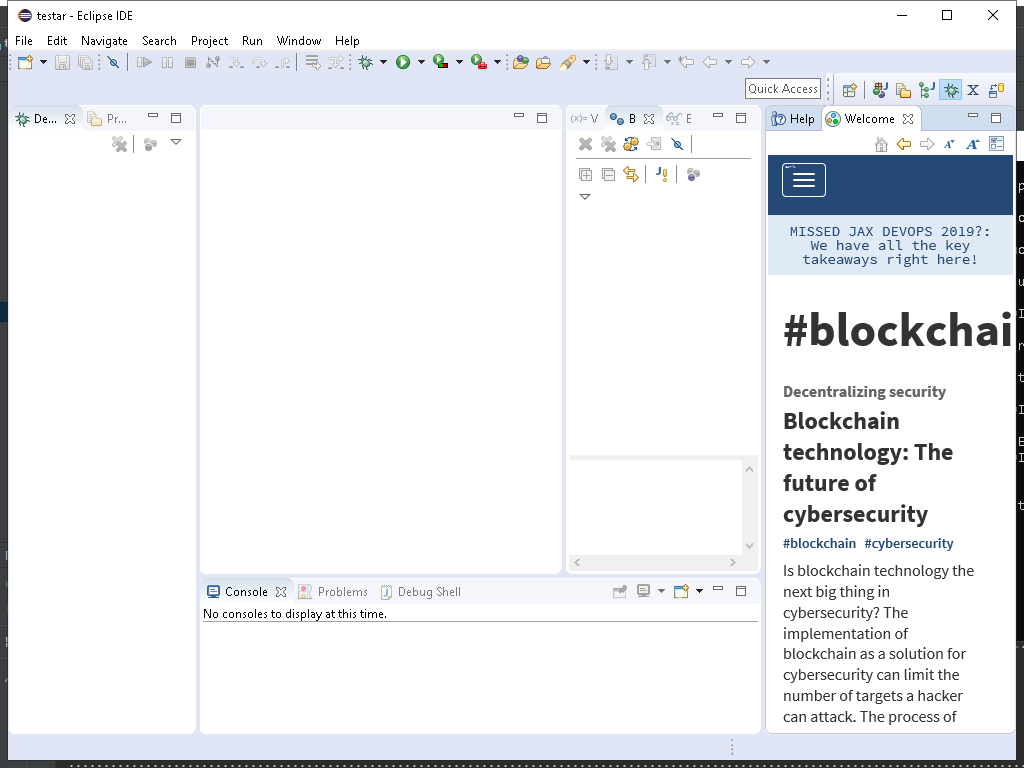 testar - Eclipse IDE
File Edit Navigate Search Project Run Window Help
Quick Access
De... Pr... (x)= V B E Help Welcome
MISSED JAX DEVOPS 2019?:
We have all the key
takeaways right here!
#blockchai
Decentralizing security
Blockchain
technology: The
future of
cybersecurity
#blockchain #cybersecurity
Is blockchain technology the
next big thing in
cybersecurity? The
implementation of
blockchain as a solution for
cybersecurity can limit the
number of targets a hacker
can attack. The process of
Console Problems Debug Shell
No consoles to display at this time.